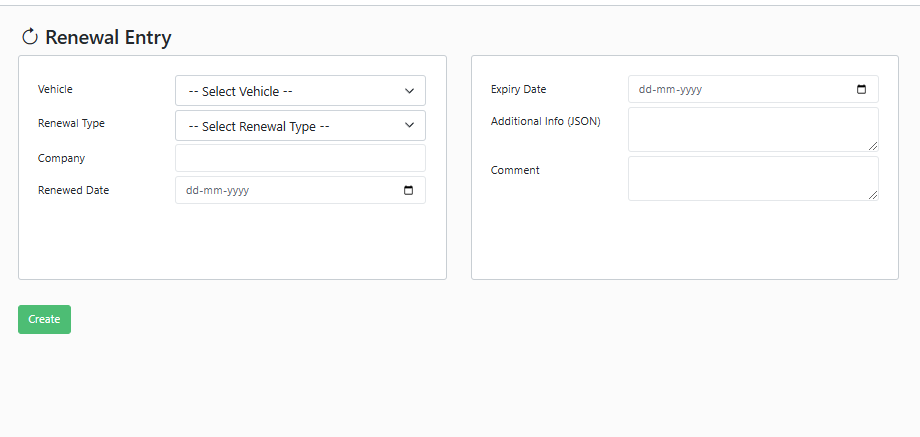 Renewal Entry
Vehicle
-- Select Vehicle --
Renewal Type
-- Select Renewal Type --
Company
Renewed Date
dd-mm-yyyy
Expiry Date
dd-mm-yyyy
Additional Info (JSON)
Comment
Create